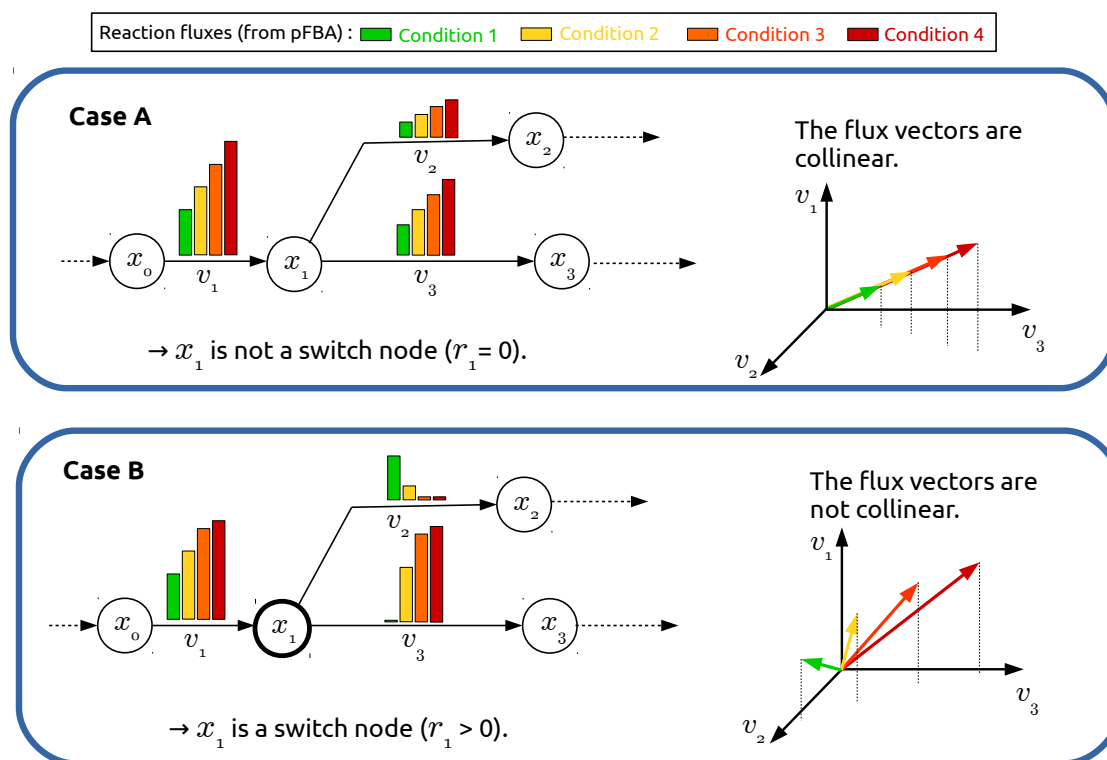 Reaction fluxes (from pFBA) : Condition 1 Condition 2 Condition 3 Condition 4
Case A
The flux vectors are
collinear.
x₀ v₁ x₁ v₂ x₂ v₃ x₃
v₁ v₂ v₃
→ x₁ is not a switch node (r₁ = 0).
Case B
The flux vectors are
not collinear.
x₀ v₁ x₁ v₂ x₂ v₃ x₃
v₁ v₂ v₃
→ x₁ is a switch node (r₁ > 0).